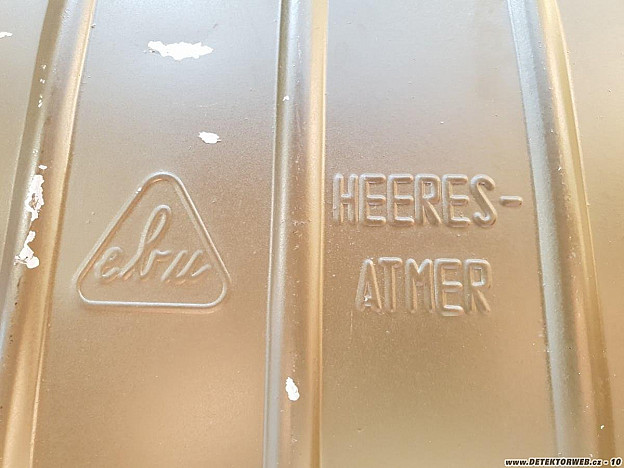 HEERES-
ATMER
ebu
www.DETEKTORWEB.cz - 10